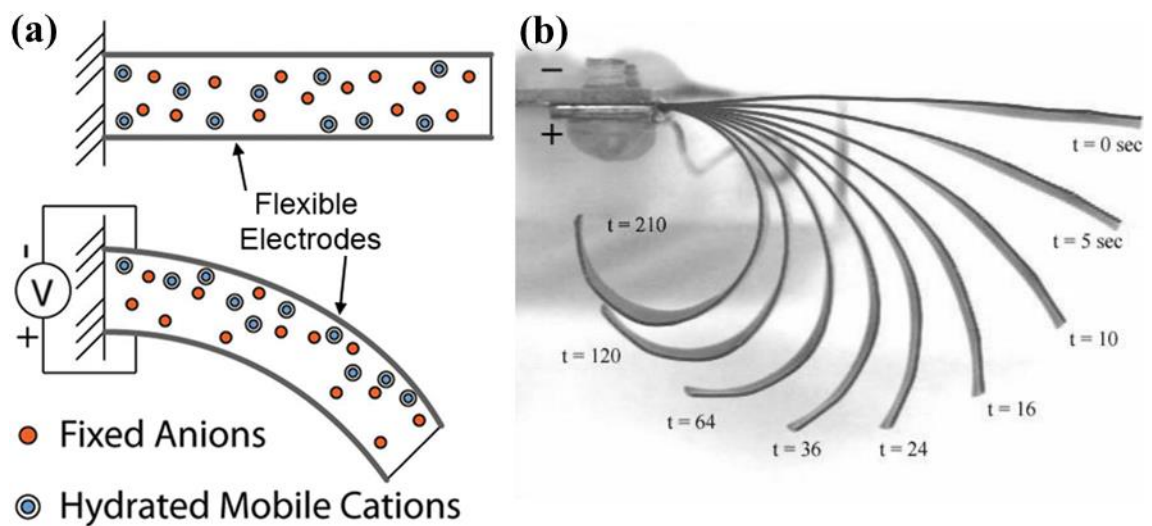 (a)
Flexible
Electrodes
-
V
+
Fixed Anions
Hydrated Mobile Cations
(b)
−
+
t = 0 sec
t = 5 sec
t = 10
t = 16
t = 24
t = 36
t = 64
t = 120
t = 210